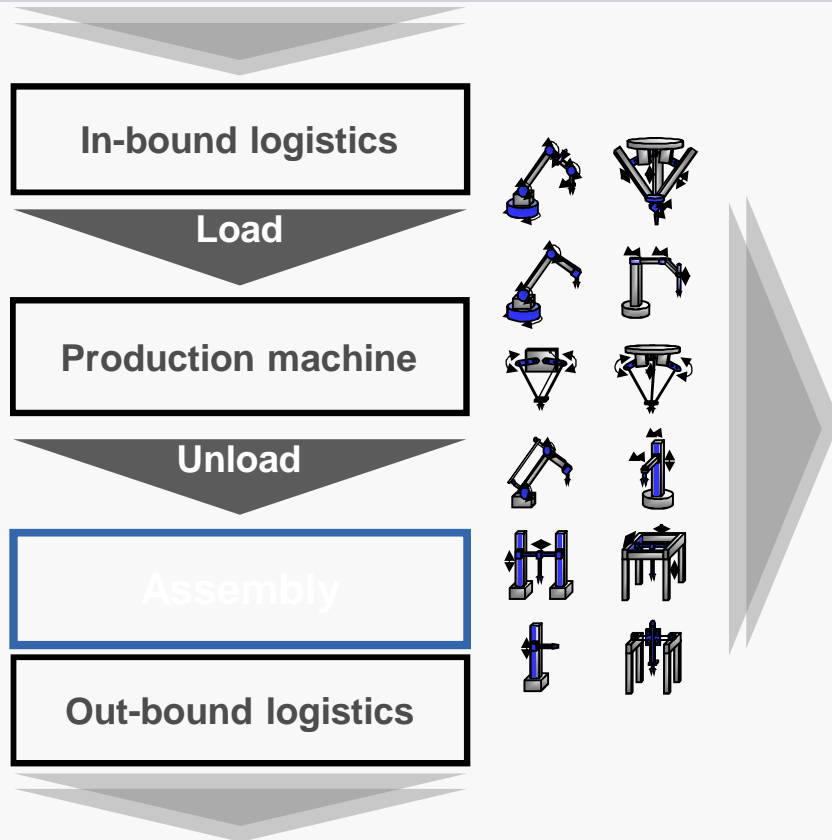 In-bound logistics
Load
Production machine
Unload
Assembly
Out-bound logistics